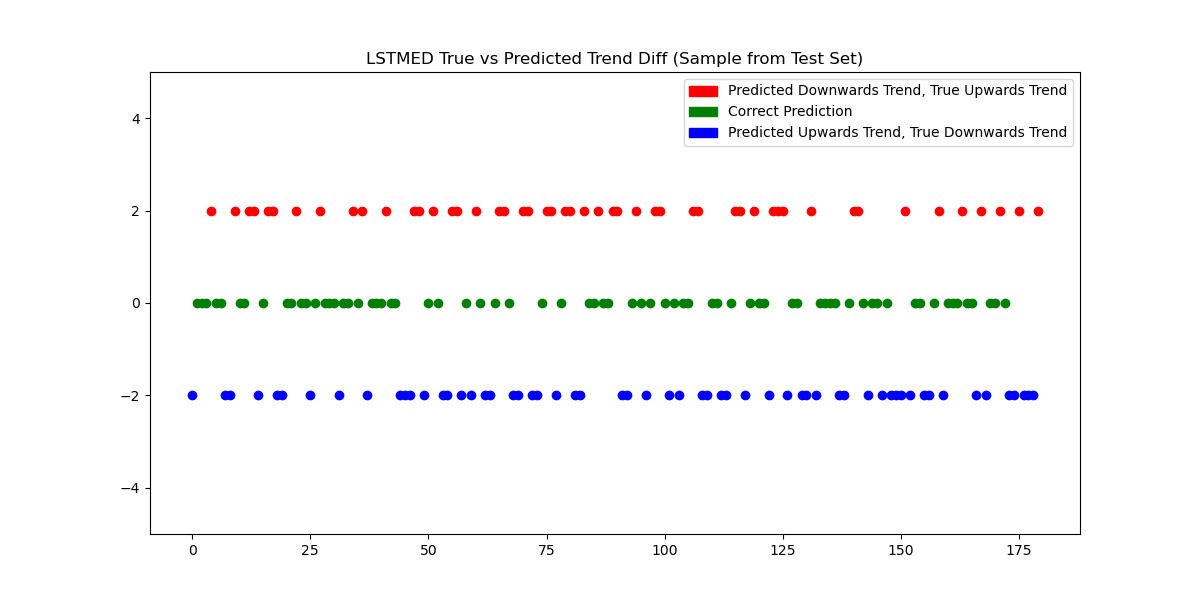 LSTMED True vs Predicted Trend Diff (Sample from Test Set)
Predicted Downwards Trend, True Upwards Trend
Correct Prediction
Predicted Upwards Trend, True Downwards Trend
4
2
0
−2
−4
0 25 50 75 100 125 150 175